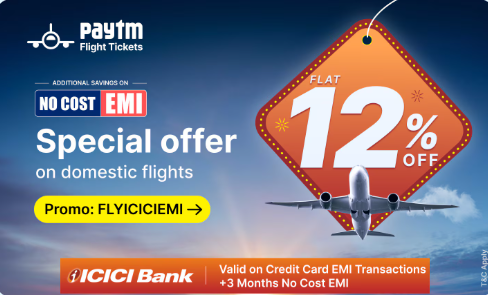 Paytm
Flight Tickets
ADDITIONAL SAVINGS ON
NO COST EMI
Special offer
on domestic flights
Promo: FLYICICIEMI →
FLAT
12%
OFF
ICICI Bank
Valid on Credit Card EMI Transactions
+3 Months No Cost EMI
T&C Apply